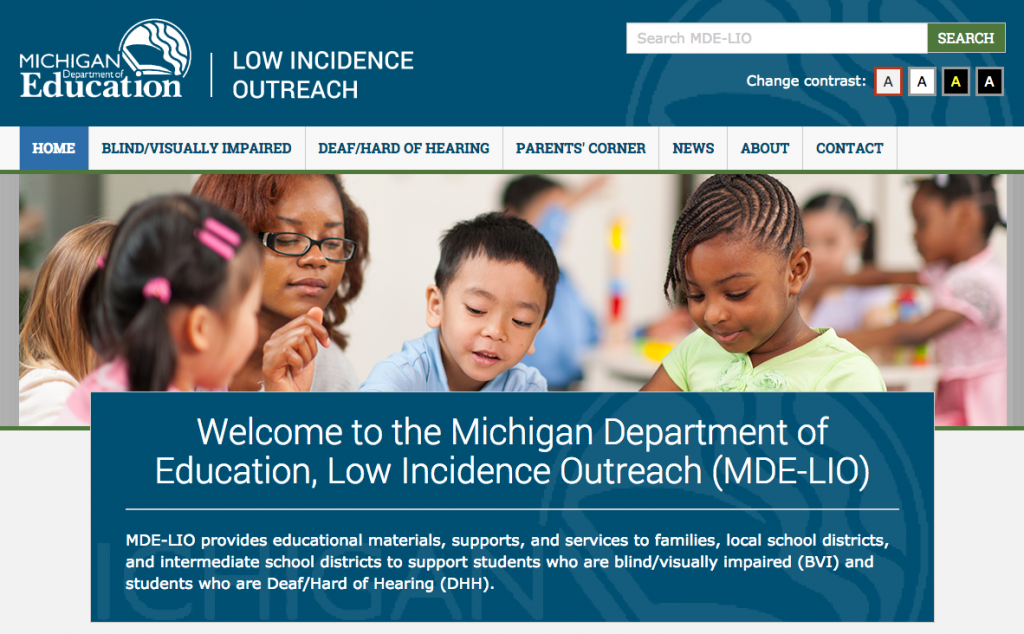 MICHIGAN
Department of
Education
LOW INCIDENCE
OUTREACH
Search MDE-LIO SEARCH
Change contrast: A A A A
HOME BLIND/VISUALLY IMPAIRED DEAF/HARD OF HEARING PARENTS' CORNER NEWS ABOUT CONTACT
Welcome to the Michigan Department of
Education, Low Incidence Outreach (MDE-LIO)
MDE-LIO provides educational materials, supports, and services to families, local school districts,
and intermediate school districts to support students who are blind/visually impaired (BVI) and
students who are Deaf/Hard of Hearing (DHH).
MICHIGAN